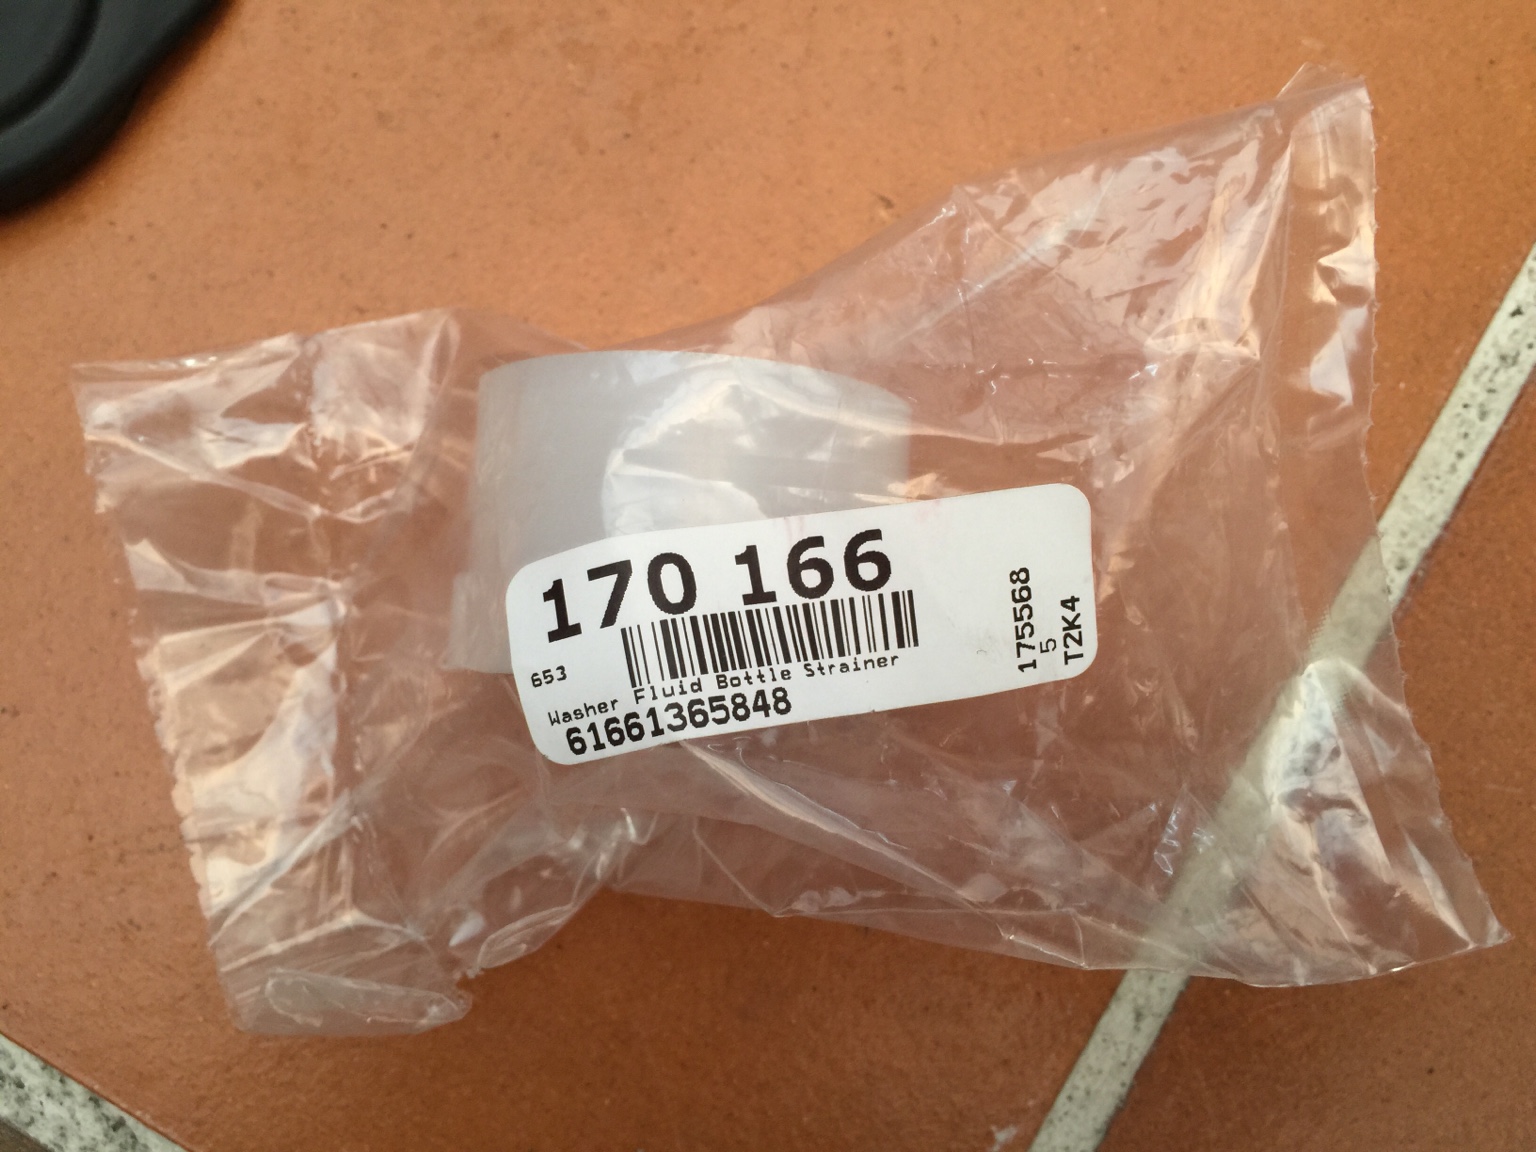 170 166
653
Washer Fluid Bottle Strainer
61661365848
175568
5
T2K4